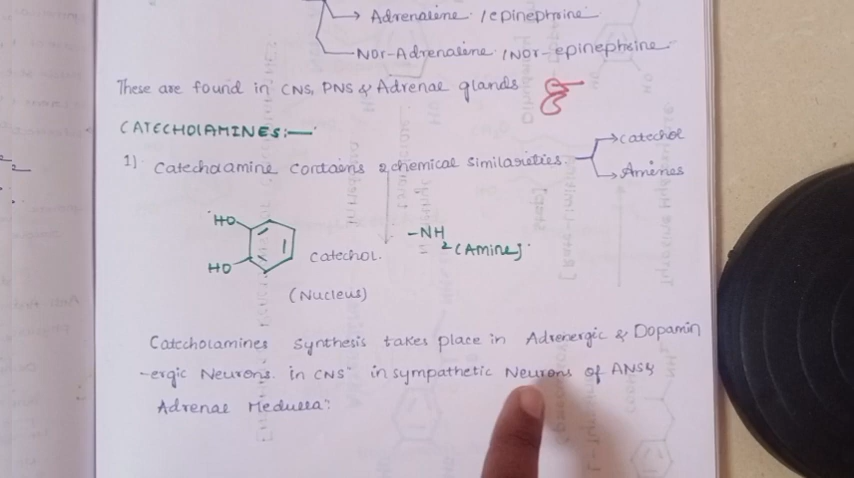 Adrenaline /epinephrine
Nor-Adrenaline /Nor-epinephrine
These are found in CNS, PNS & Adrenal glands
CATECHOLAMINES:—
1) Catecholamine contains 2 chemical similarities. catechol
Amines
HO
HO
catechol.
-NH2 (Amine)
(Nucleus)
Catecholamines synthesis takes place in Adrenergic & Dopamin
-ergic Neurons. in CNS in sympathetic Neurons of ANS &
Adrenal Medulla: